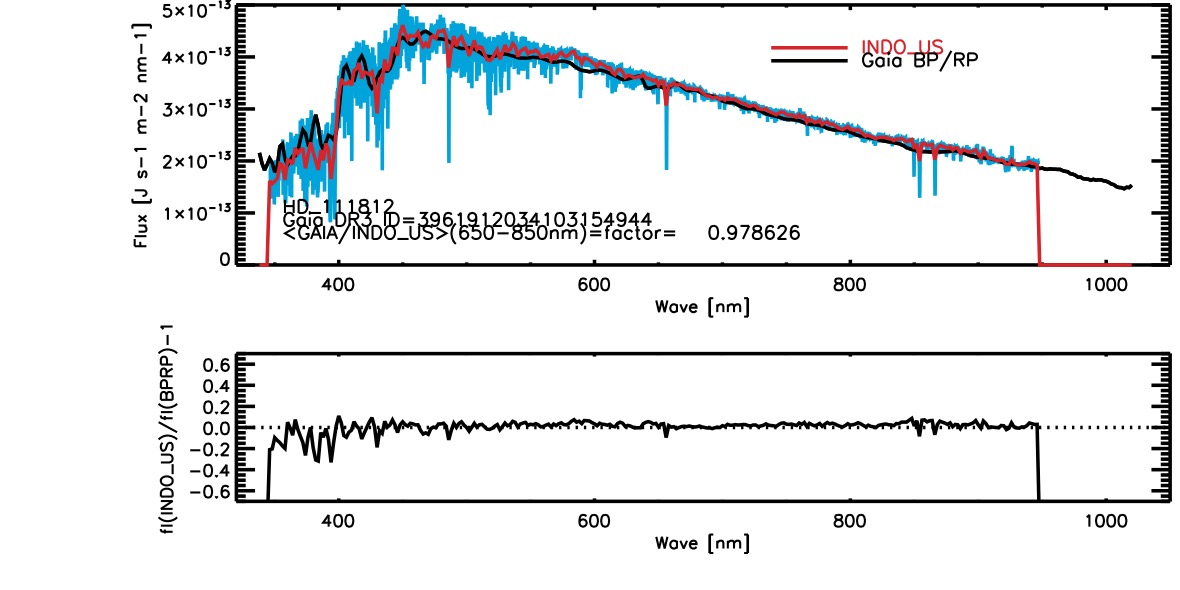 5×10−13
4×10−13
3×10−13
2×10−13
1×10−13
0
Flux [J s−1 m−2 nm−1]
INDO_US
Gaia BP/RP
HD_111812
Gaia DR3 ID=3961912034103154944
<GAIA/INDO_US>(650−850nm)=factor= 0.978626
400 600 800 1000
Wave [nm]
fl(INDO_US)/fl(BPRP)−1
0.6
0.4
0.2
0.0
−0.2
−0.4
−0.6
400 600 800 1000
Wave [nm]